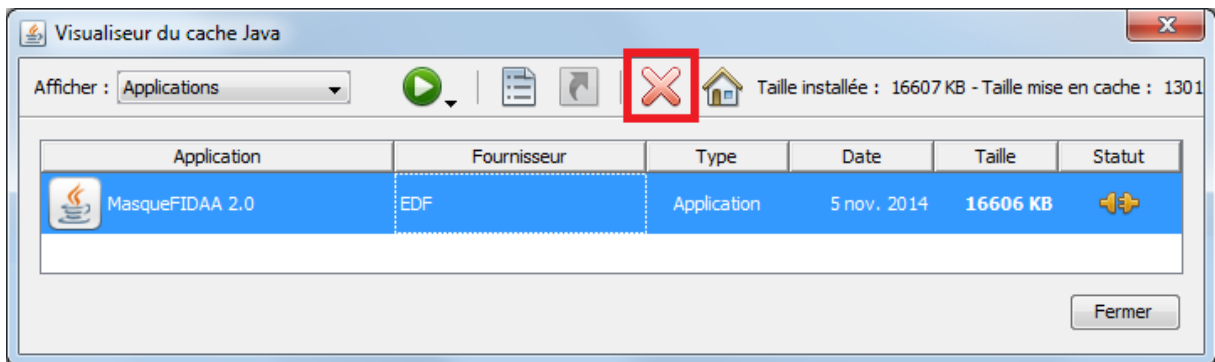 Visualiseur du cache Java
Afficher : Applications Taille installée : 16607 KB - Taille mise en cache : 1301
Application Fournisseur Type Date Taille Statut
MasqueFIDAA 2.0 EDF Application 5 nov. 2014 16606 KB
Fermer